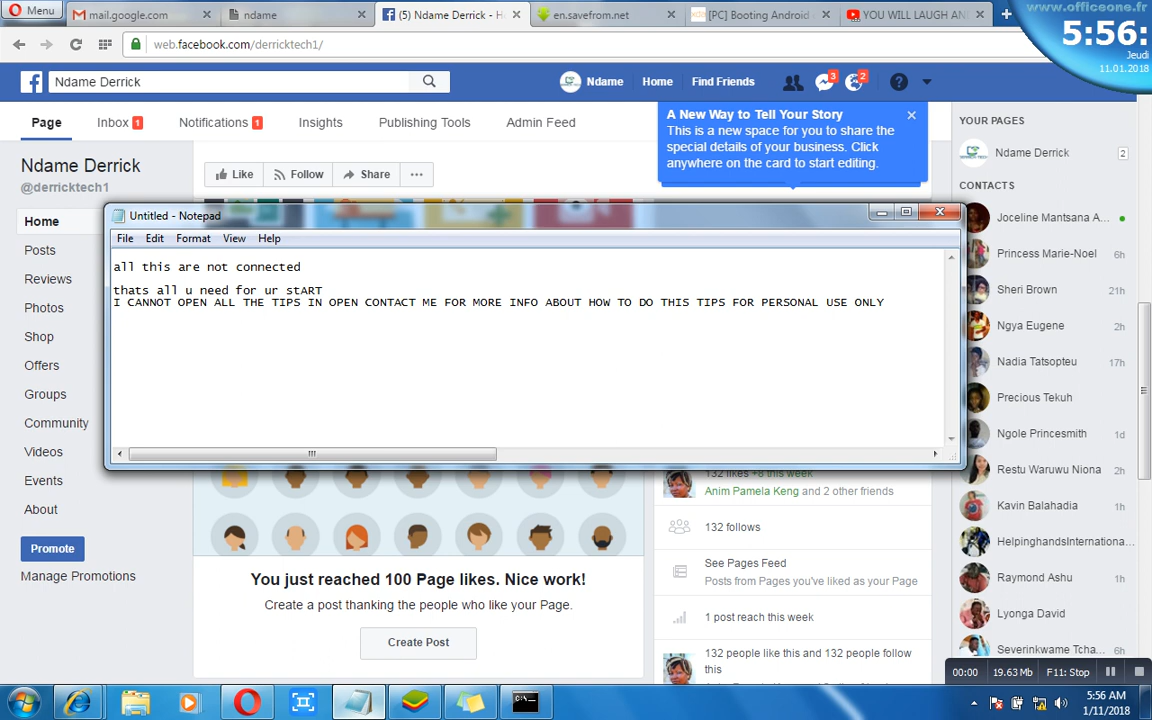 Menu
mail.google.com
ndame
(5) Ndame Derrick - H
en.savefrom.net
[PC] Booting Android
YOU WILL LAUGH AN
www.officeone.fr
5:56:
Jeudi
11.01.2018
web.facebook.com/derricktech1/
Ndame Derrick
Ndame
Home
Find Friends
3
2
Page
Inbox 1
Notifications 1
Insights
Publishing Tools
Admin Feed
A New Way to Tell Your Story
This is a new space for you to share the
special details of your business. Click
anywhere on the card to start editing.
YOUR PAGES
Ndame Derrick 2
CONTACTS
Joceline Mantsana A...
Princess Marie-Noel 6h
Sheri Brown 21h
Ngya Eugene 2h
Nadia Tatsopteu 17h
Precious Tekuh
Ngole Princesmith 1d
Restu Waruwu Niona 2h
Kavin Balahadia 1h
HelpinghandsInternationa...
Raymond Ashu 1h
Lyonga David
Severinkwame Tcha... 6h
Ndame Derrick
@derricktech1
Home
Posts
Reviews
Photos
Shop
Offers
Groups
Community
Videos
Events
About
Promote
Manage Promotions
Like
Follow
Share
Untitled - Notepad
File
Edit
Format
View
Help
all this are not connected
thats all u need for ur stART
I CANNOT OPEN ALL THE TIPS IN OPEN CONTACT ME FOR MORE INFO ABOUT HOW TO DO THIS TIPS FOR PERSONAL USE ONLY
You just reached 100 Page likes. Nice work!
Create a post thanking the people who like your Page.
Create Post
132 likes +8 this week
Anim Pamela Keng and 2 other friends
132 follows
See Pages Feed
Posts from Pages you've liked as your Page
1 post reach this week
132 people like this and 132 people follow
this
00:00
19.63 Mb
F11: Stop
5:56 AM
1/11/2018